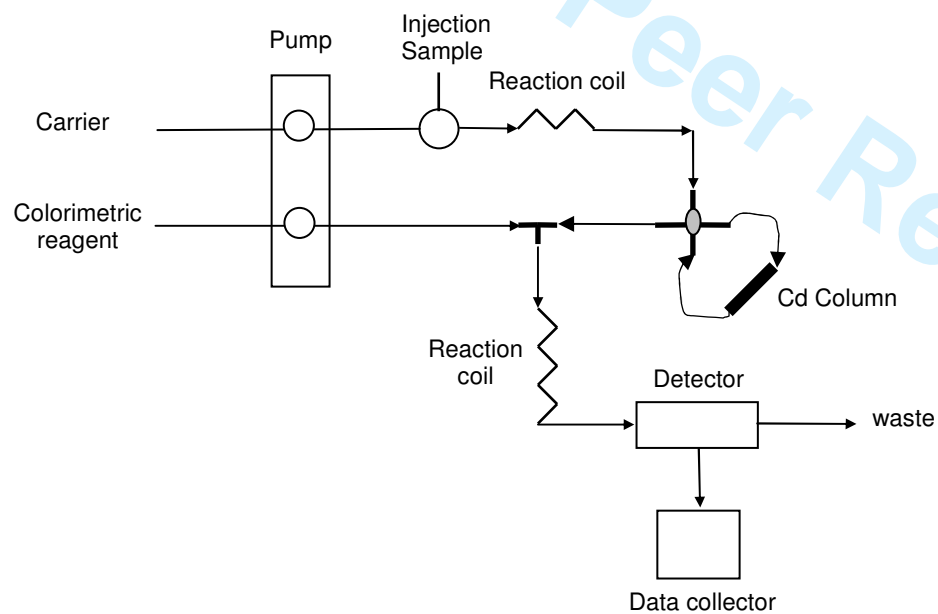 Peer Re
Injection
Sample
Pump
Reaction coil
Carrier
Colorimetric
reagent
Cd Column
Reaction
coil
Detector
waste
Data collector